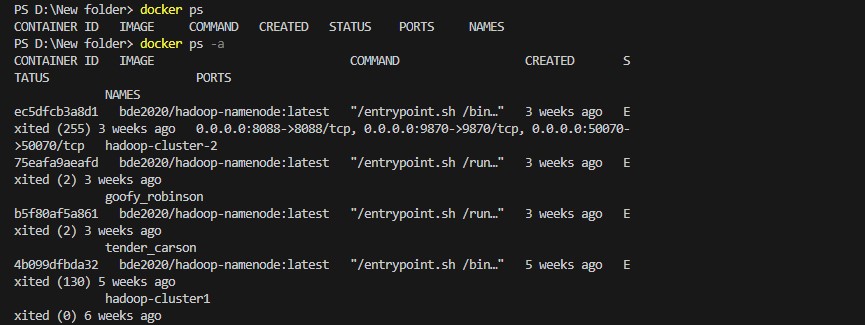 PS D:\New folder> docker ps
CONTAINER ID   IMAGE     COMMAND   CREATED   STATUS    PORTS     NAMES
PS D:\New folder> docker ps -a
CONTAINER ID   IMAGE                            COMMAND                  CREATED       S
TATUS                     PORTS
             NAMES
ec5dfcb3a8d1   bde2020/hadoop-namenode:latest   "/entrypoint.sh /bin…"   3 weeks ago   E
xited (255) 3 weeks ago   0.0.0.0:8088->8088/tcp, 0.0.0.0:9870->9870/tcp, 0.0.0.0:50070-
>50070/tcp   hadoop-cluster-2
75eafa9aeafd   bde2020/hadoop-namenode:latest   "/entrypoint.sh /run…"   3 weeks ago   E
xited (2) 3 weeks ago
             goofy_robinson
b5f80af5a861   bde2020/hadoop-namenode:latest   "/entrypoint.sh /run…"   3 weeks ago   E
xited (2) 3 weeks ago
             tender_carson
4b099dfbda32   bde2020/hadoop-namenode:latest   "/entrypoint.sh /bin…"   5 weeks ago   E
xited (130) 5 weeks ago
             hadoop-cluster1
xited (0) 6 weeks ago